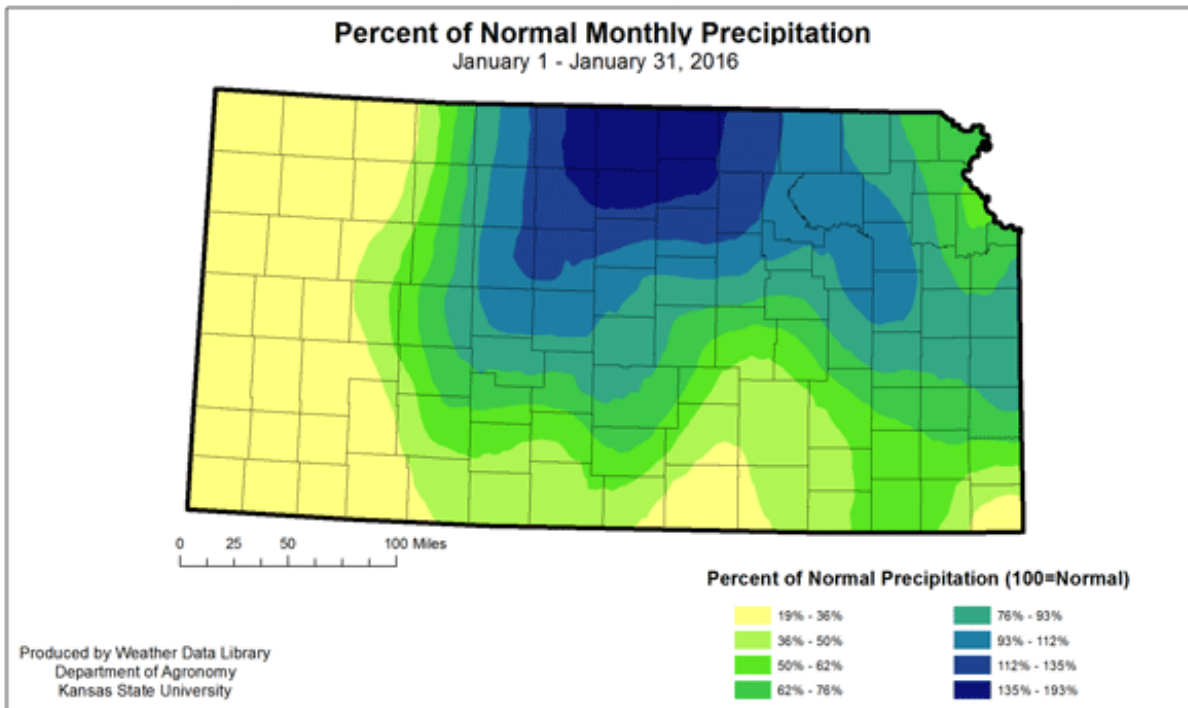 Percent of Normal Monthly Precipitation
January 1 - January 31, 2016
0 25 50 100 Miles
Percent of Normal Precipitation (100=Normal)
19% - 36%
36% - 50%
50% - 62%
62% - 76%
76% - 93%
93% - 112%
112% - 135%
135% - 193%
Produced by Weather Data Library
Department of Agronomy
Kansas State University